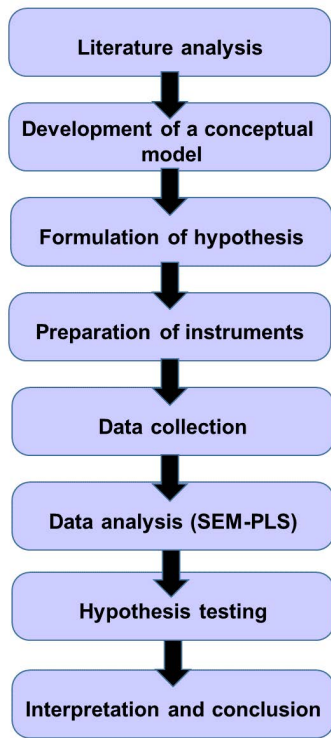 Literature analysis
Development of a conceptual
model
Formulation of hypothesis
Preparation of instruments
Data collection
Data analysis (SEM-PLS)
Hypothesis testing
Interpretation and conclusion